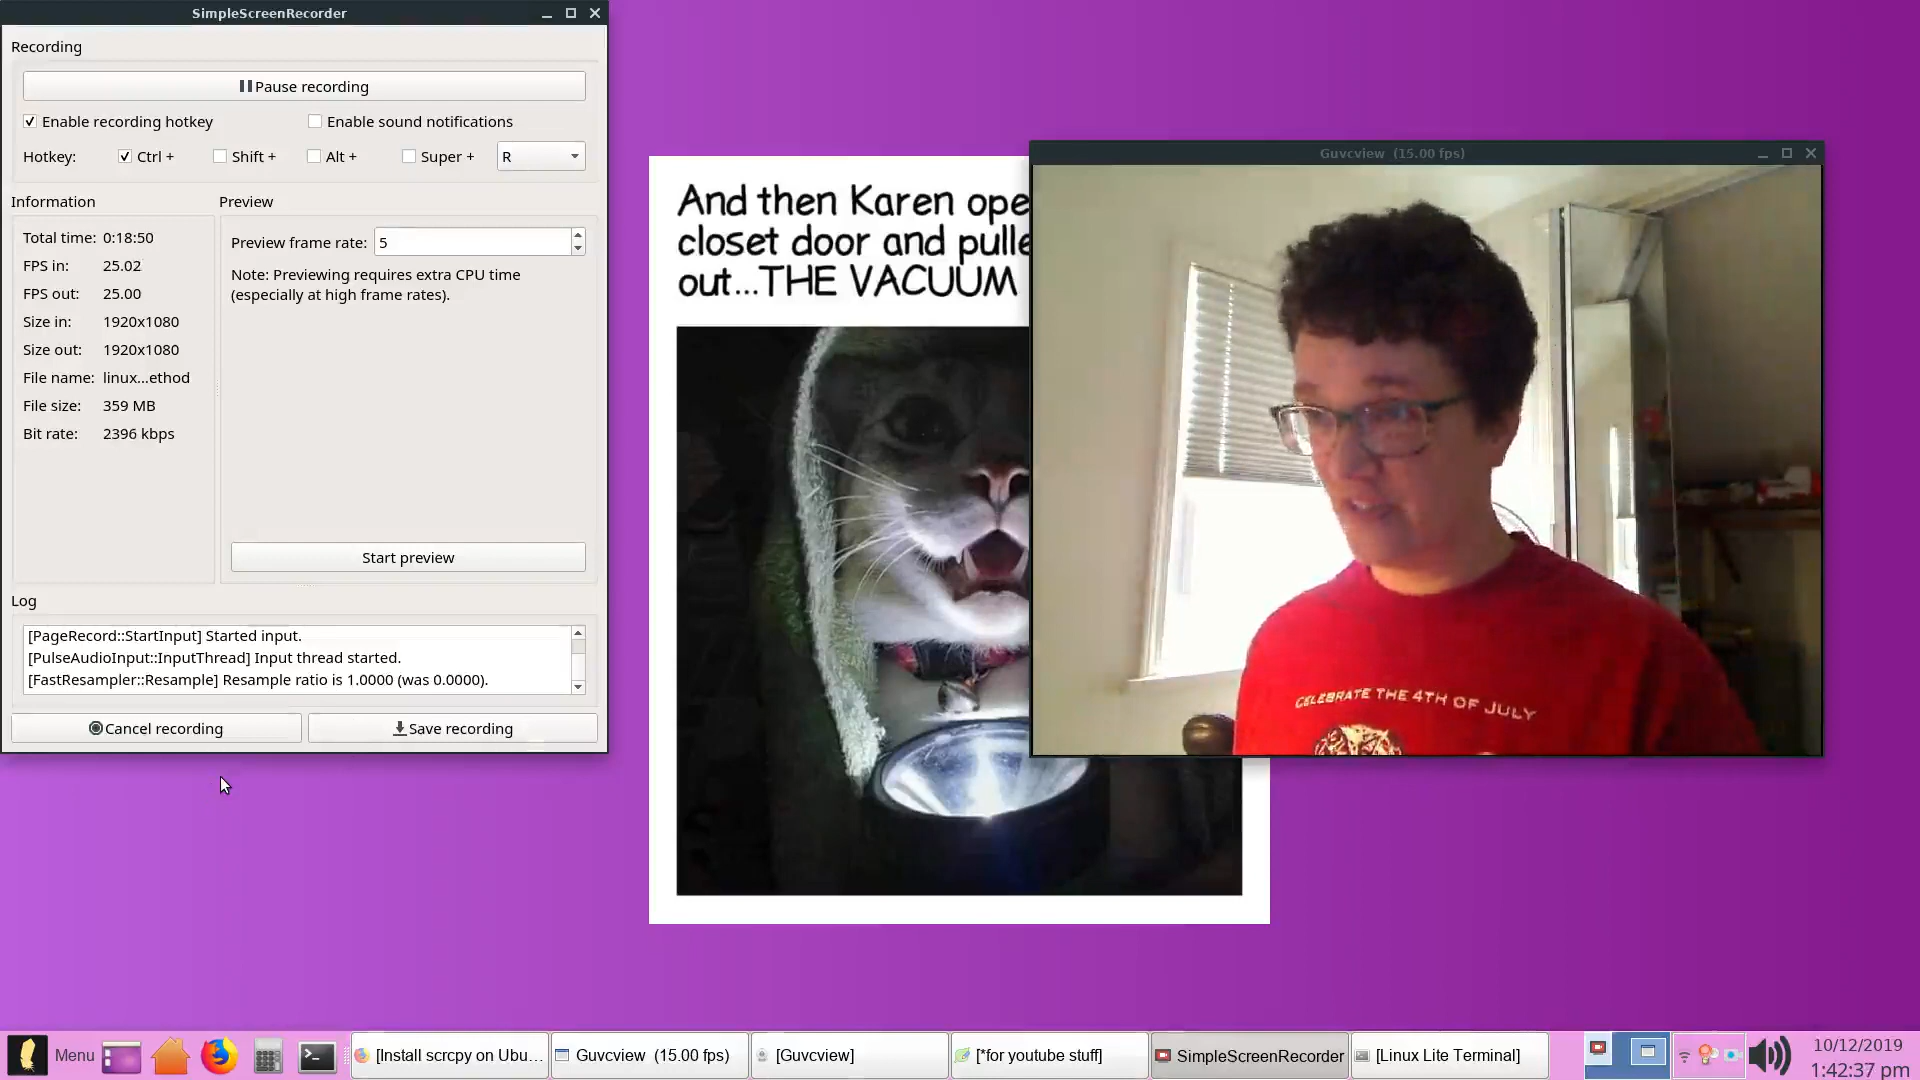 SimpleScreenRecorder
Recording
Pause recording
Enable recording hotkey
Enable sound notifications
Hotkey: Ctrl + Shift + Alt + Super + R
Information
Total time: 0:18:50
FPS in: 25.02
FPS out: 25.00
Size in: 1920x1080
Size out: 1920x1080
File name: linux...ethod
File size: 359 MB
Bit rate: 2396 kbps
Preview
Preview frame rate: 5
Note: Previewing requires extra CPU time
(especially at high frame rates).
Start preview
Log
[PageRecord::StartInput] Started input.
[PulseAudioInput::InputThread] Input thread started.
[FastResampler::Resample] Resample ratio is 1.0000 (was 0.0000).
Cancel recording
Save recording
And then Karen ope
closet door and pulle
out...THE VACUUM
Guvcview (15.00 fps)
CELEBRATE THE 4TH OF JULY
Menu
[Install scrcpy on Ubu...
Guvcview (15.00 fps)
[Guvcview]
[*for youtube stuff]
SimpleScreenRecorder
[Linux Lite Terminal]
10/12/2019
1:42:37 pm